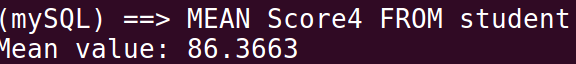 (mySQL) ==> MEAN Score4 FROM student
Mean value: 86.3663